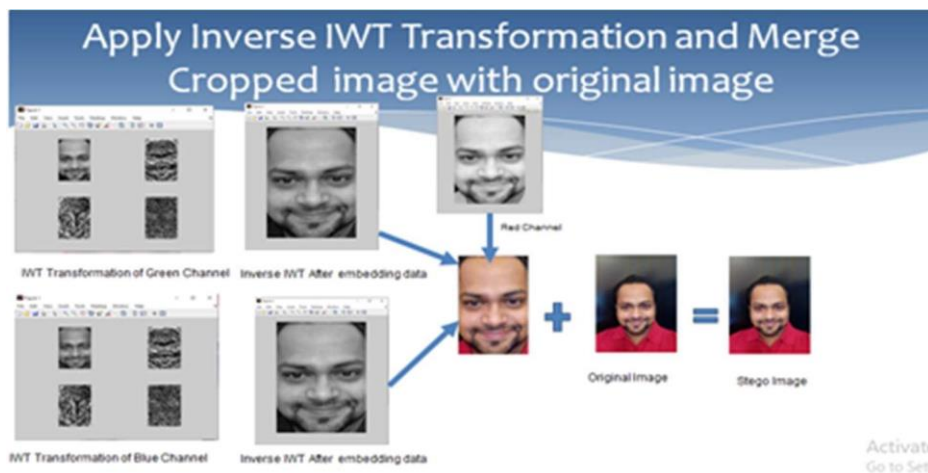 Apply Inverse IWT Transformation and Merge
Cropped image with original image
Red Channel
IWT Transformation of Green Channel
Inverse IWT After embedding data
Original Image
Stego Image
IWT Transformation of Blue Channel
Inverse IWT After embedding data
Activate
Go to Set